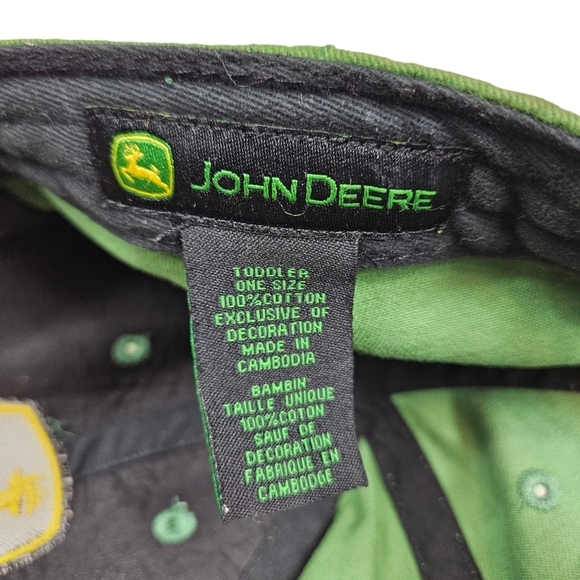 JOHN DEERE
TODDLER
ONE SIZE
100% COTTON
EXCLUSIVE OF
DECORATION
MADE IN
CAMBODIA
BAMBIN
TAILLE UNIQUE
100% COTON
SAUF DE
DECORATION
FABRIQUE EN
CAMBODGE